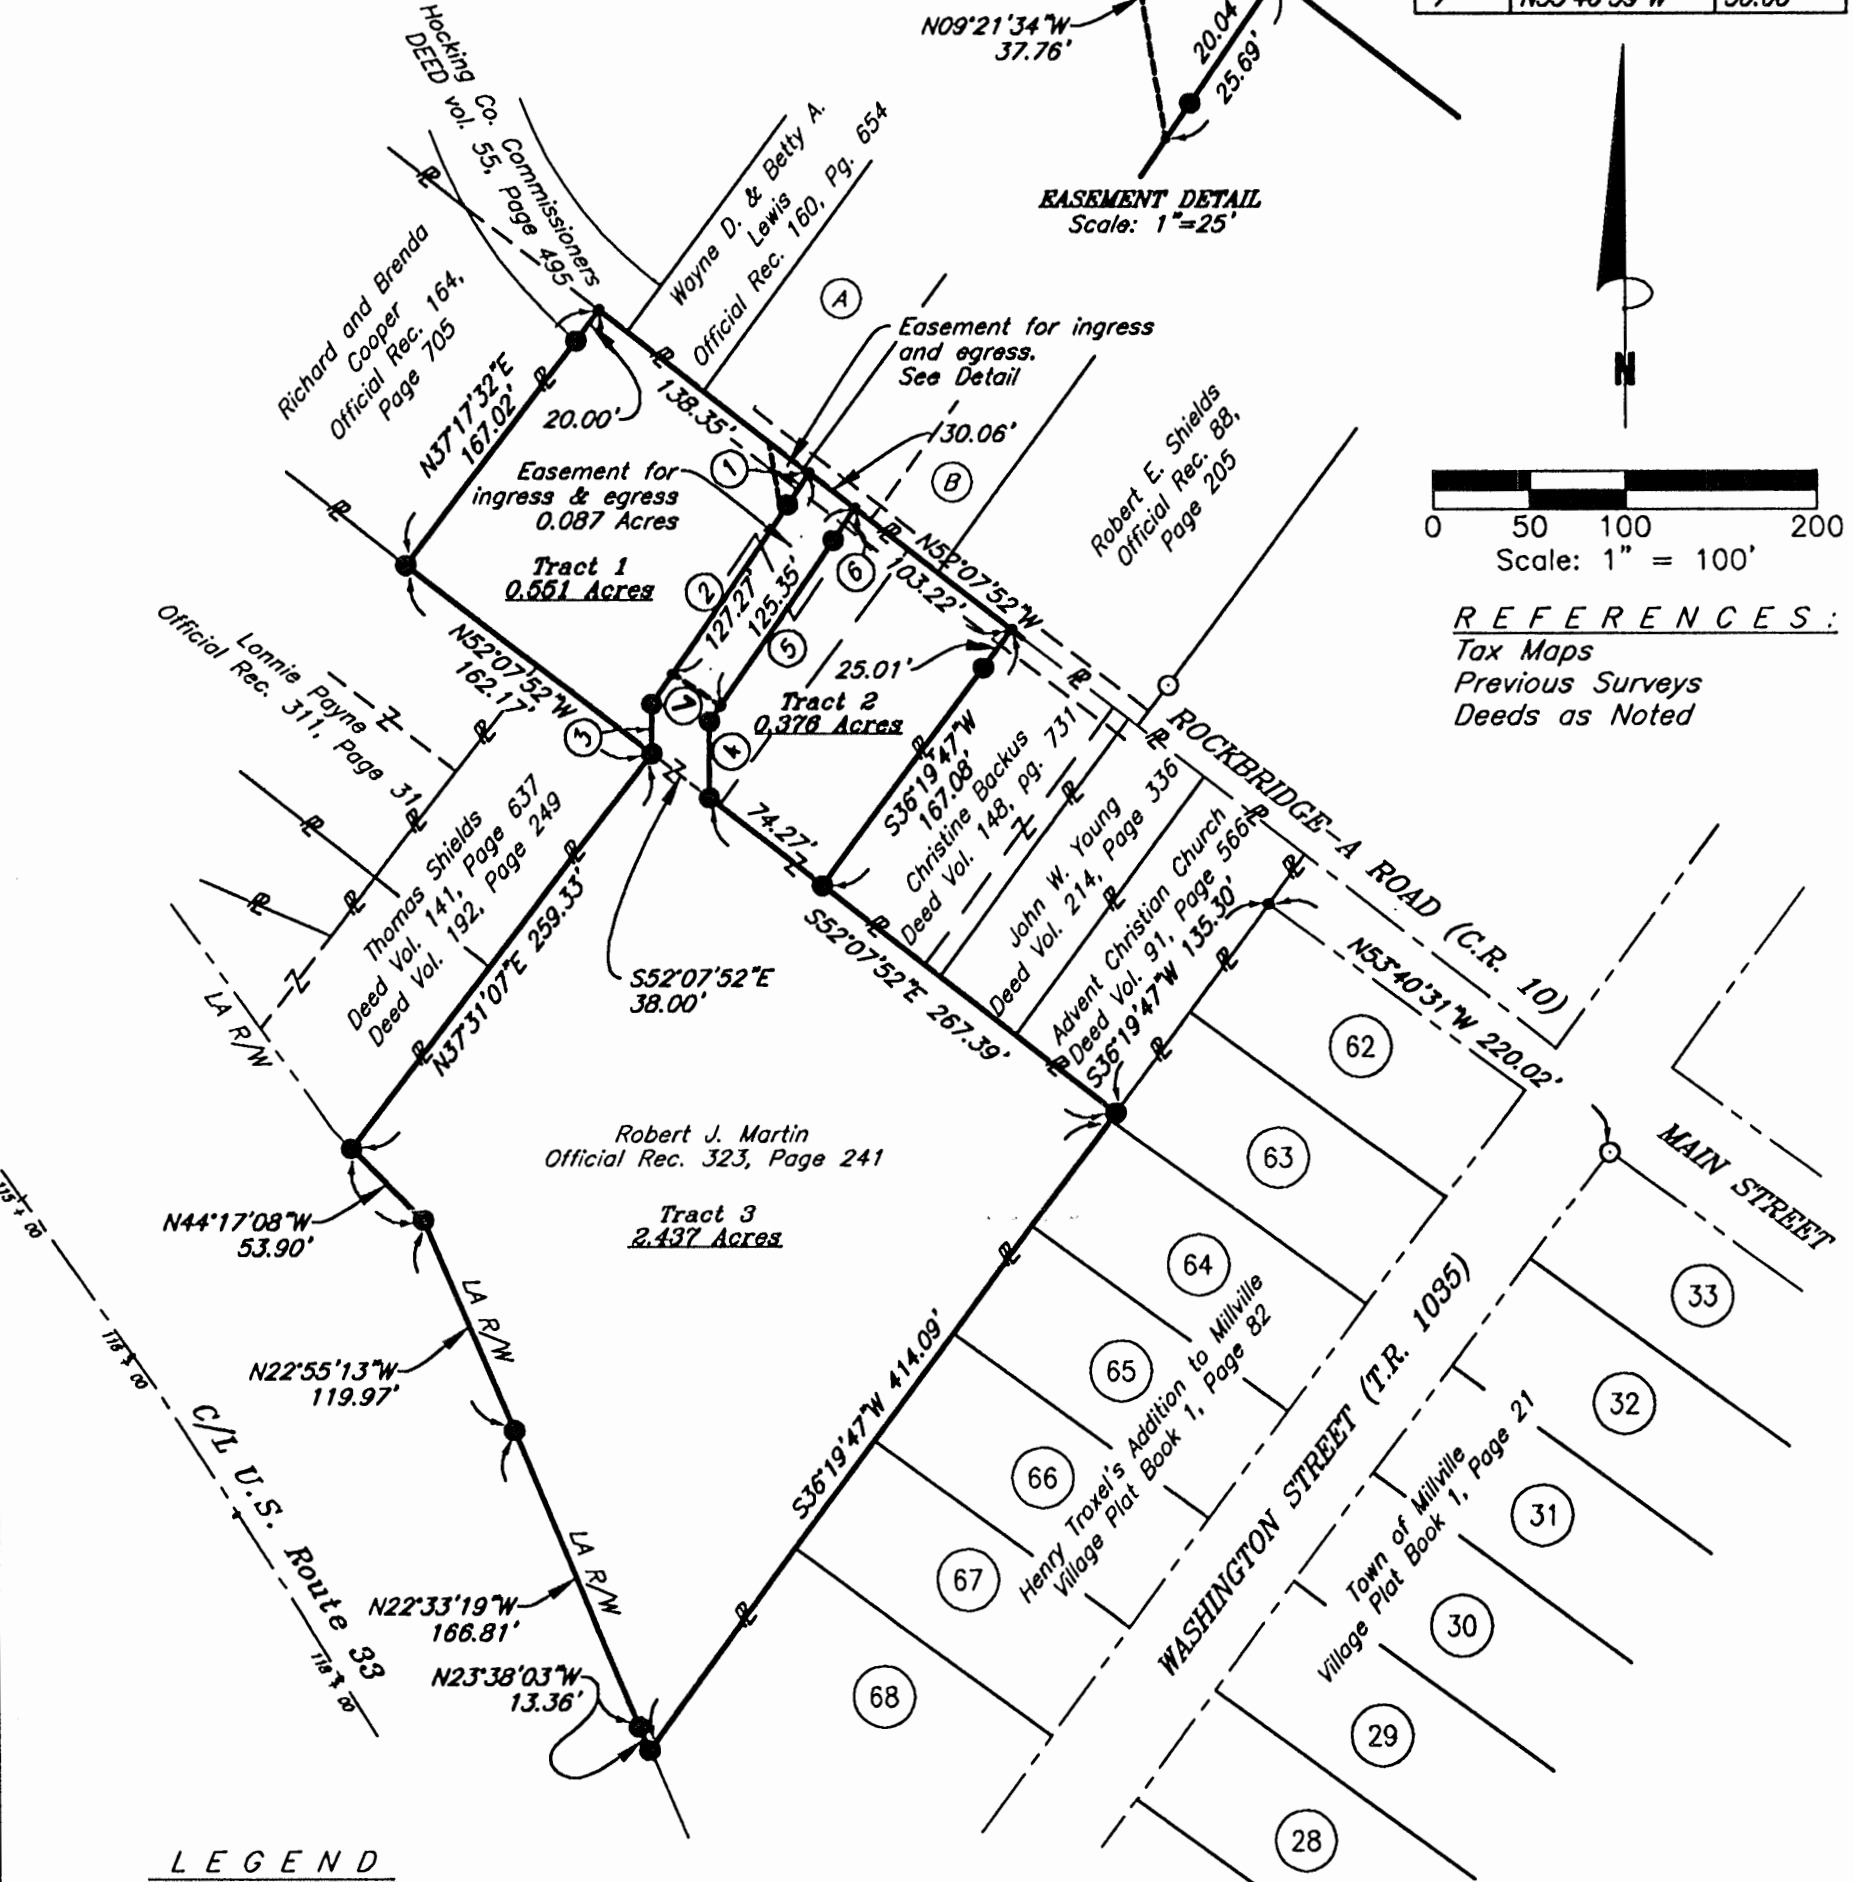 N09°21'34"W
37.76'
20.04'
25.69'
EASEMENT DETAIL
Scale: 1"=25'
7 N53°40'53"W 30.00
N
0 50 100 200
Scale: 1" = 100'
REFERENCES:
Tax Maps
Previous Surveys
Deeds as Noted
Hocking Co. Commissioners
DEED vol. 55, Page 495
Wayne D. & Betty A.
Lewis
Official Rec. 160, Pg. 654
A
Richard and Brenda
Cooper
Official Rec. 164,
Page 705
N37°17'32"E
167.02'
20.00'
138.35'
Easement for ingress
and egress.
See Detail
30.06'
B
Robert E. Shields
Official Rec. 88,
Page 205
1
Easement for
ingress & egress
0.087 Acres
Tract 1
0.551 Acres
2
127.27'
125.35'
5
6
103.22'
N52°07'52"W
25.01'
Tract 2
0.376 Acres
7
3
4
N52°07'52"W
162.17'
Lonnie Payne
Official Rec. 311, Page 31
Thomas Shields
Deed Vol. 141, Page 637
Deed Vol. 192, Page 249
N37°31'07"E 259.33'
S52°07'52"E
38.00'
74.27'
S36°19'47"W
167.08'
Christine Backus
Deed Vol. 148, pg. 731
John W. Young
Deed Vol. 214, Page 336
Advent Christian Church
Deed Vol. 91, Page 566
S36°19'47"W 135.30'
S52°07'52"E 267.39'
ROCKBRIDGE-A ROAD (C.R. 10)
N53°40'31"W 220.02'
MAIN STREET
LA R/W
Robert J. Martin
Official Rec. 323, Page 241
Tract 3
2.437 Acres
N44°17'08"W
53.90'
LA R/W
N22°55'13"W
119.97'
LA R/W
N22°33'19"W
166.81'
N23°38'03"W
13.36'
115+00
116+00
118+00
C/L U.S. Route 33
S36°19'47"W 414.09'
62
63
64
65
66
67
68
Henry Troxel's Addition to Millville
Village Plat Book 1, Page 82
WASHINGTON STREET (T.R. 1035)
Town of Millville
Village Plat Book 1, Page 21
33
32
31
30
29
28
LEGEND